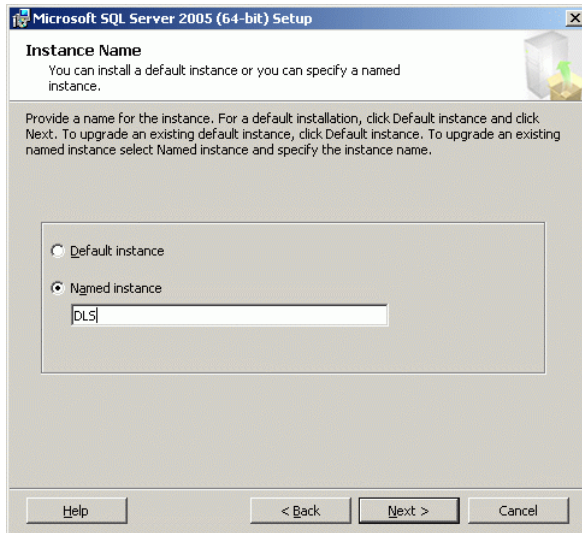 Microsoft SQL Server 2005 (64-bit) Setup
Instance Name
You can install a default instance or you can specify a named
instance.
Provide a name for the instance. For a default installation, click Default instance and click
Next. To upgrade an existing default instance, click Default instance. To upgrade an existing
named instance select Named instance and specify the instance name.
Default instance
Named instance
DLS
Help
< Back
Next >
Cancel